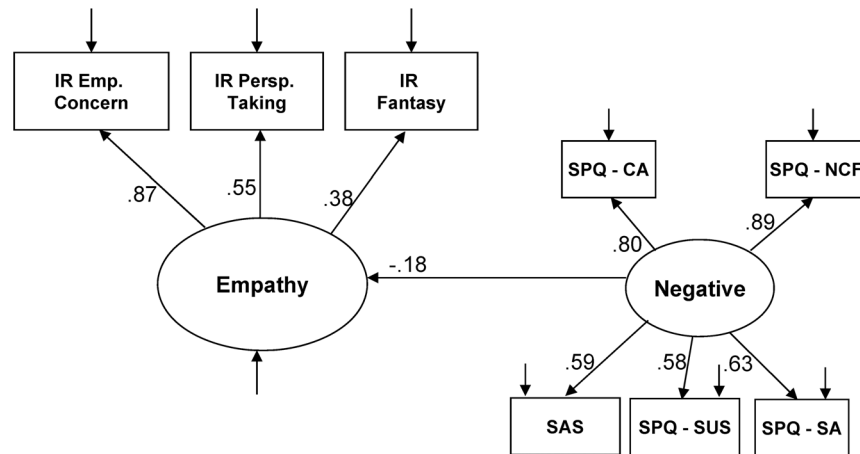 IR Emp.
Concern
IR Persp.
Taking
IR
Fantasy
SPQ - CA
SPQ - NCF
.87
.55
.38
.80
.89
-.18
Empathy
Negative
.59
.58
.63
SAS
SPQ - SUS
SPQ - SA